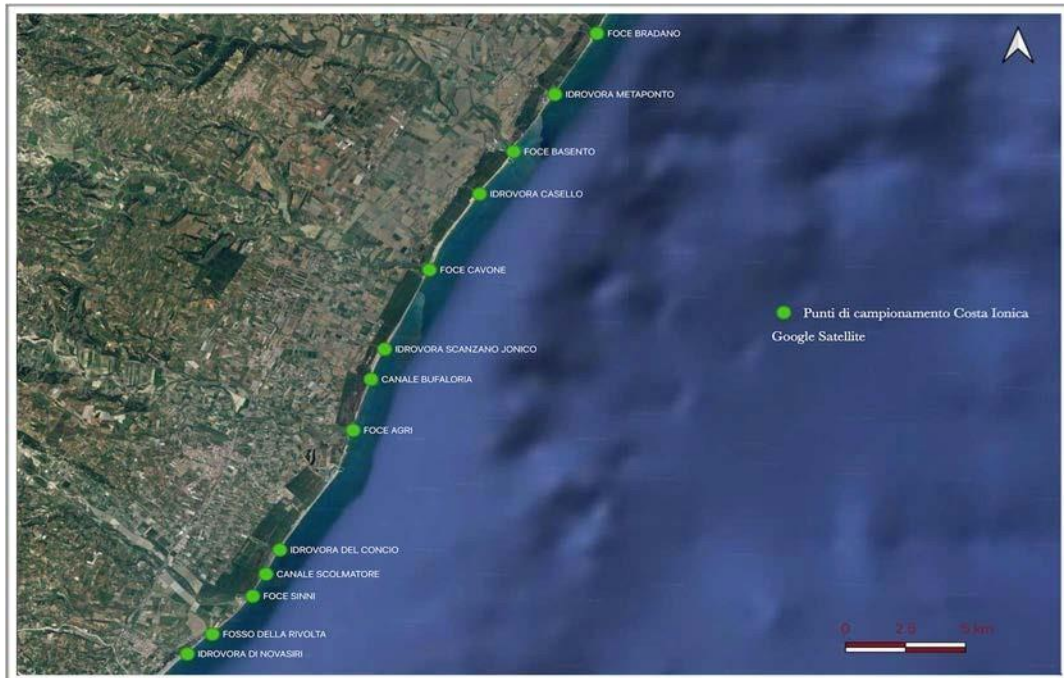 FOCE BRADANO
IDROVORA METAPONTO
FOCE BASENTO
IDROVORA CASELLO
FOCE CAVONE
Punti di campionamento Costa Ionica
Google Satellite
IDROVORA SCANZANO JONICO
CANALE BUFALORIA
FOCE AGRI
IDROVORA DEL CONCIO
CANALE SCOLMATORE
FOCE SINNI
FOSSO DELLA RIVOLTA
IDROVORA DI NOVASIRI
0 2.5 5 km